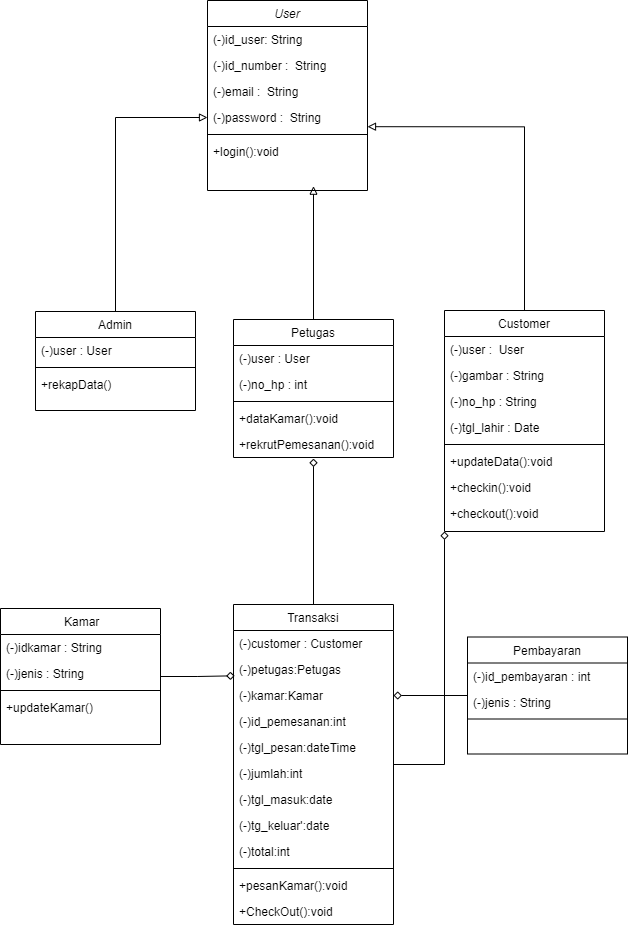 User
(-)id_user: String
(-)id_number :  String
(-)email :  String
(-)password :  String
+login():void
Admin
(-)user : User
+rekapData()
Petugas
(-)user : User
(-)no_hp : int
+dataKamar():void
+rekrutPemesanan():void
Customer
(-)user :  User
(-)gambar : String
(-)no_hp : String
(-)tgl_lahir : Date
+updateData():void
+checkin():void
+checkout():void
Kamar
(-)idkamar : String
(-)jenis : String
+updateKamar()
Transaksi
(-)customer : Customer
(-)petugas:Petugas
(-)kamar:Kamar
(-)id_pemesanan:int
(-)tgl_pesan:dateTime
(-)jumlah:int
(-)tgl_masuk:date
(-)tg_keluar':date
(-)total:int
+pesanKamar():void
+CheckOut():void
Pembayaran
(-)id_pembayaran : int
(-)jenis : String